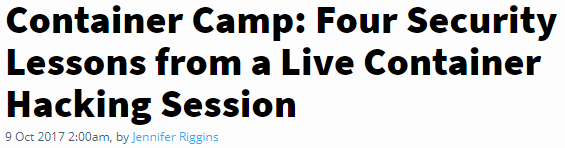 Container Camp: Four Security
Lessons from a Live Container
Hacking Session
9 Oct 2017 2:00am, by Jennifer Riggins